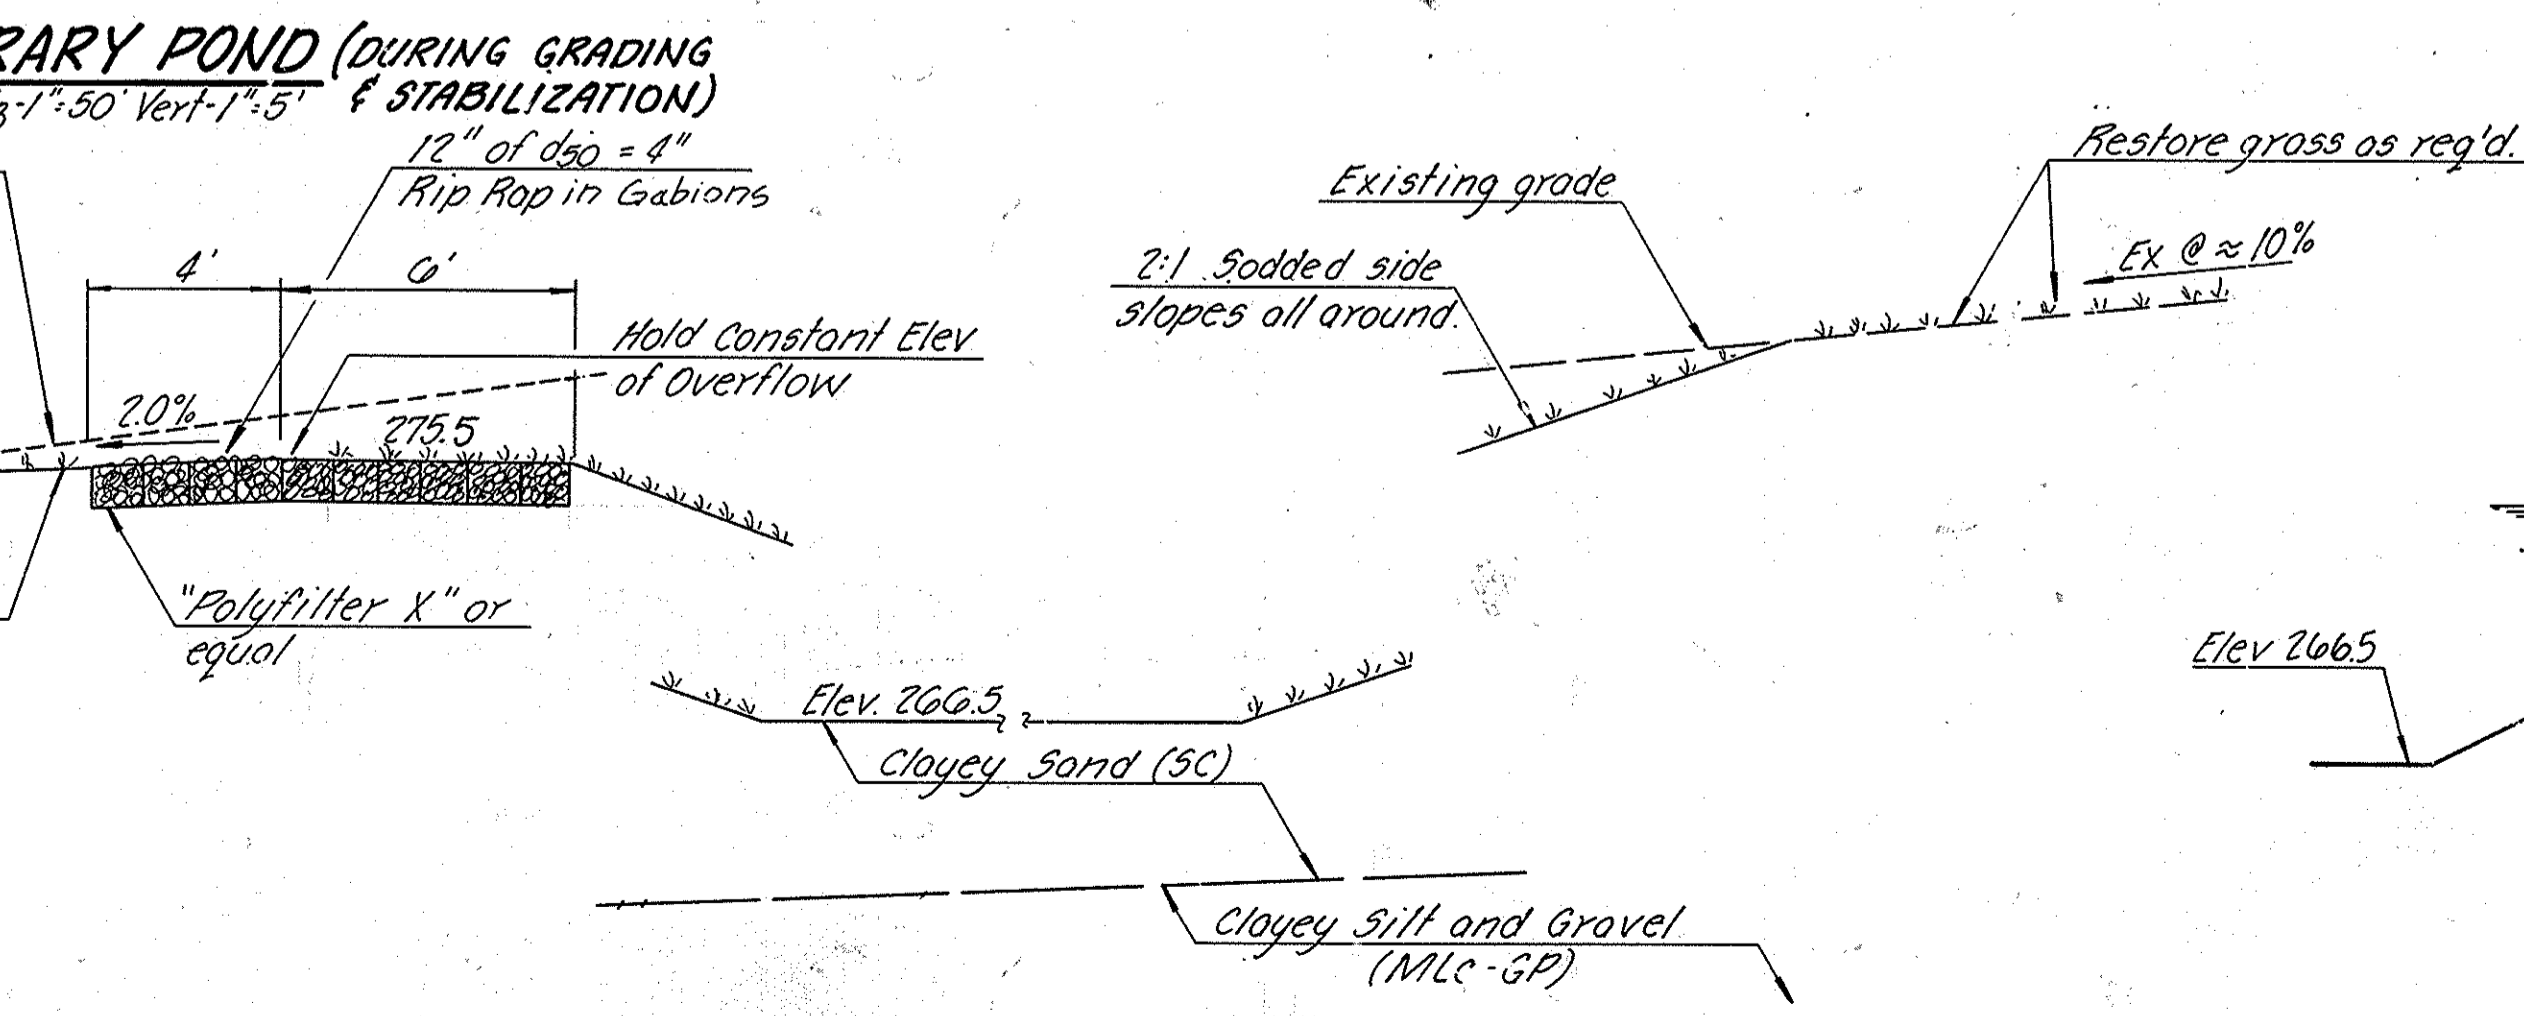 RARY POND (DURING GRADING
& STABILIZATION)
-1"=50' Vert-1"=5'
12" of d50 = 4"
Rip Rap in Gabions
4'
6'
Hold Constant Elev
of Overflow
2.0%
275.5
"Polyfilter X" or
equal
Existing grade
2:1 Sodded side
slopes all around.
Restore grass as req'd.
Ex @ ≈ 10%
Elev. 266.5
Clayey Sand (SC)
Clayey Silt and Gravel
(MLc-GP)
Elev 266.5